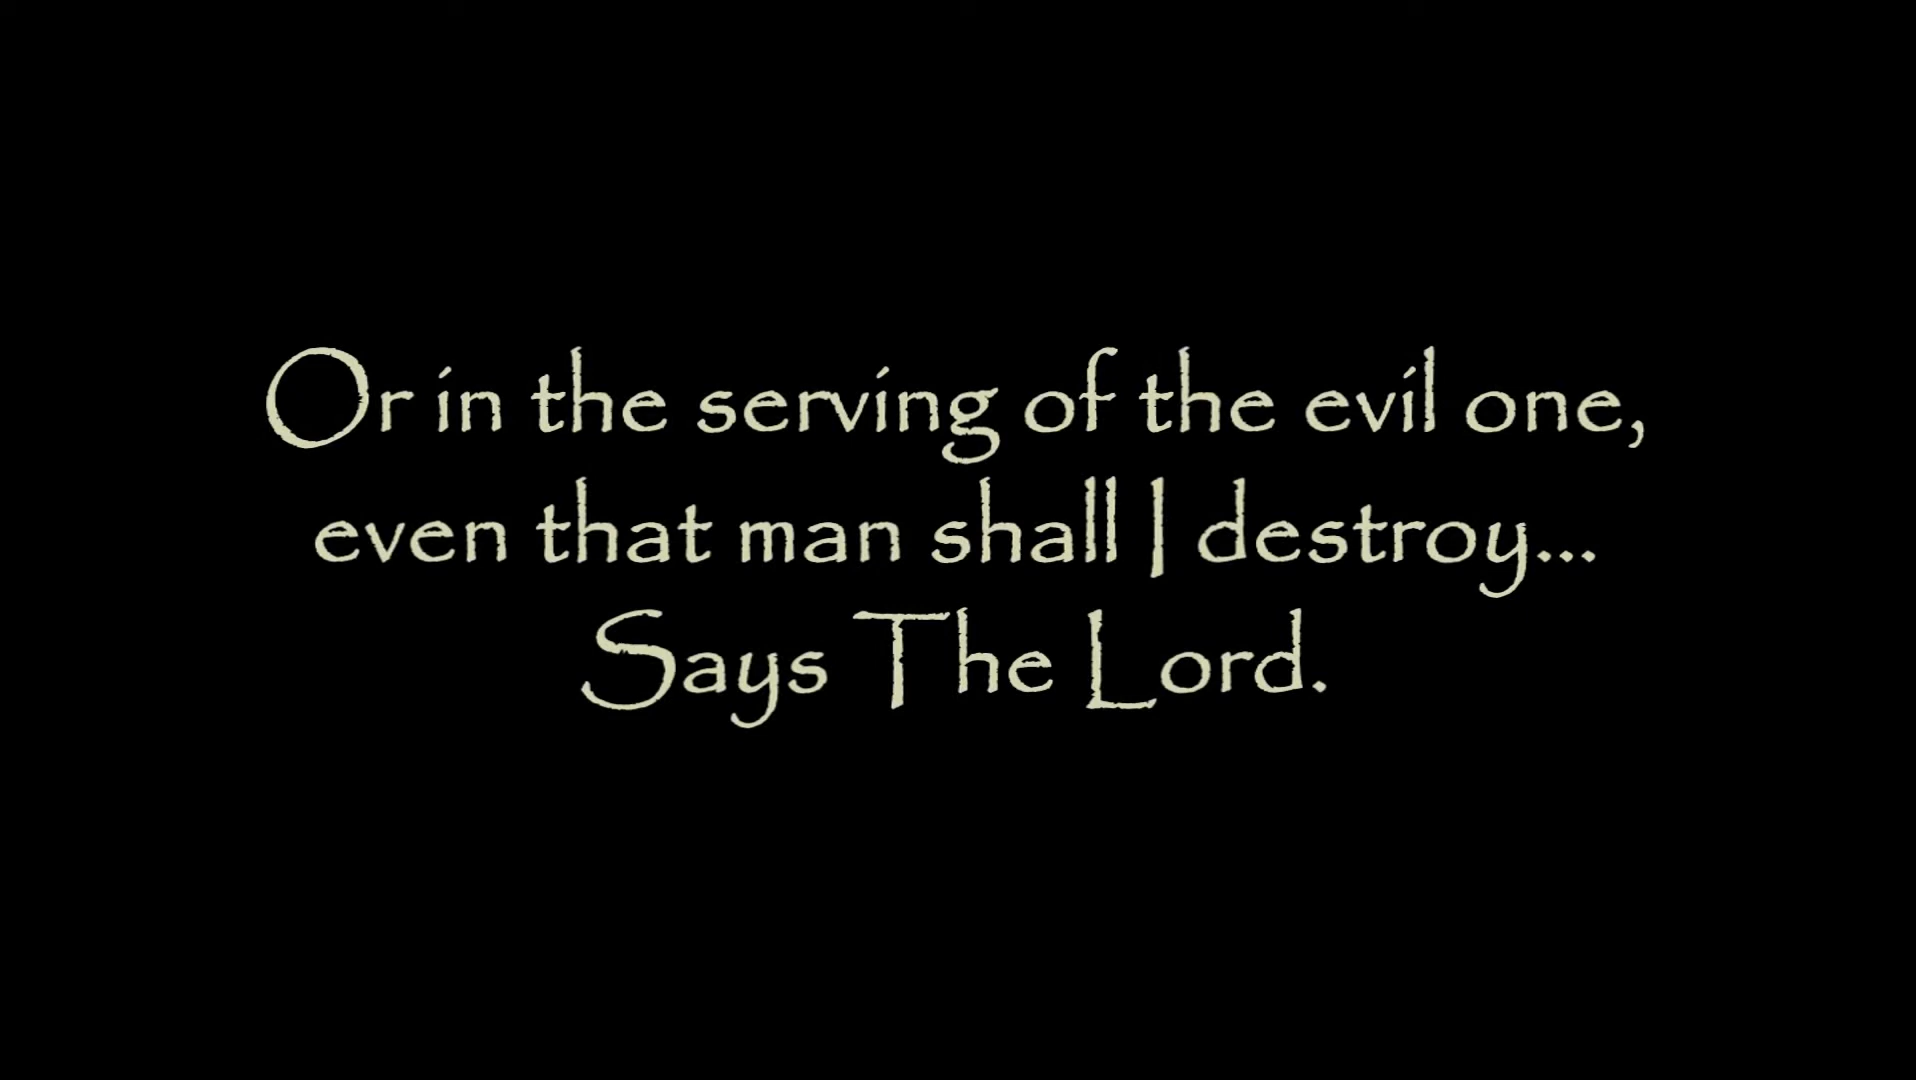 Or in the serving of the evil one,
even that man shall I destroy...
Says The Lord.